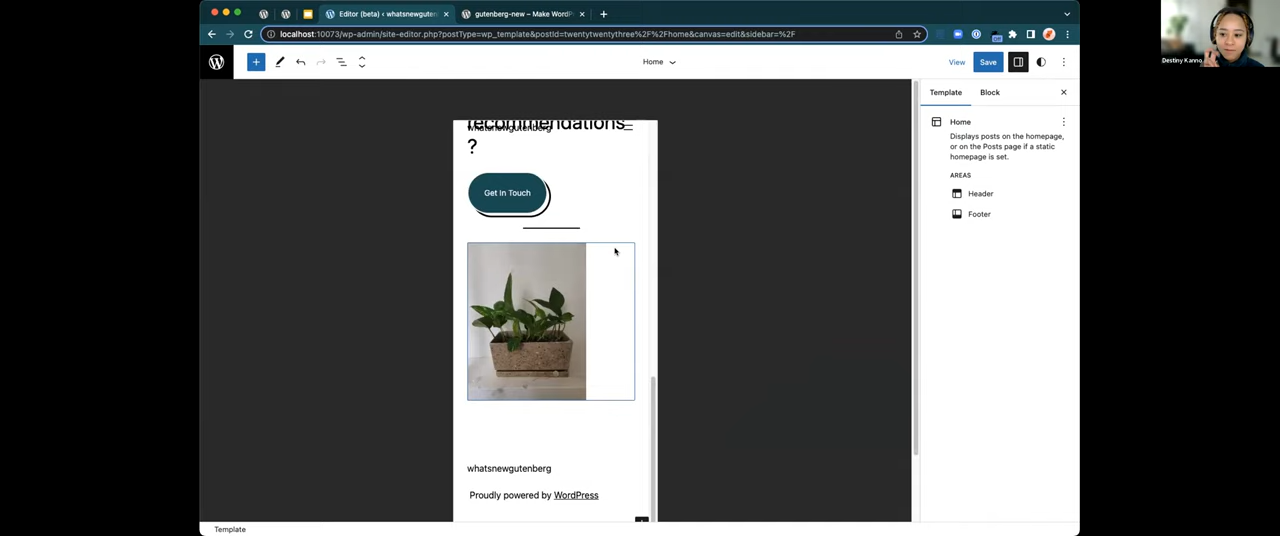 Editor (beta) ‹ whatsnewguten
gutenberg-new – Make WordP
localhost:10073/wp-admin/site-editor.php?postType=wp_template&postId=twentytwentythree%2F%2Fhome&canvas=edit&sidebar=%2F
Off
Destiny Kanno
Home
View
Save
Template
Block
recommendations
whatsnewgutenberg
?
Get In Touch
Home
Displays posts on the homepage,
or on the Posts page if a static
homepage is set.
AREAS
Header
Footer
whatsnewgutenberg
Proudly powered by WordPress
Template